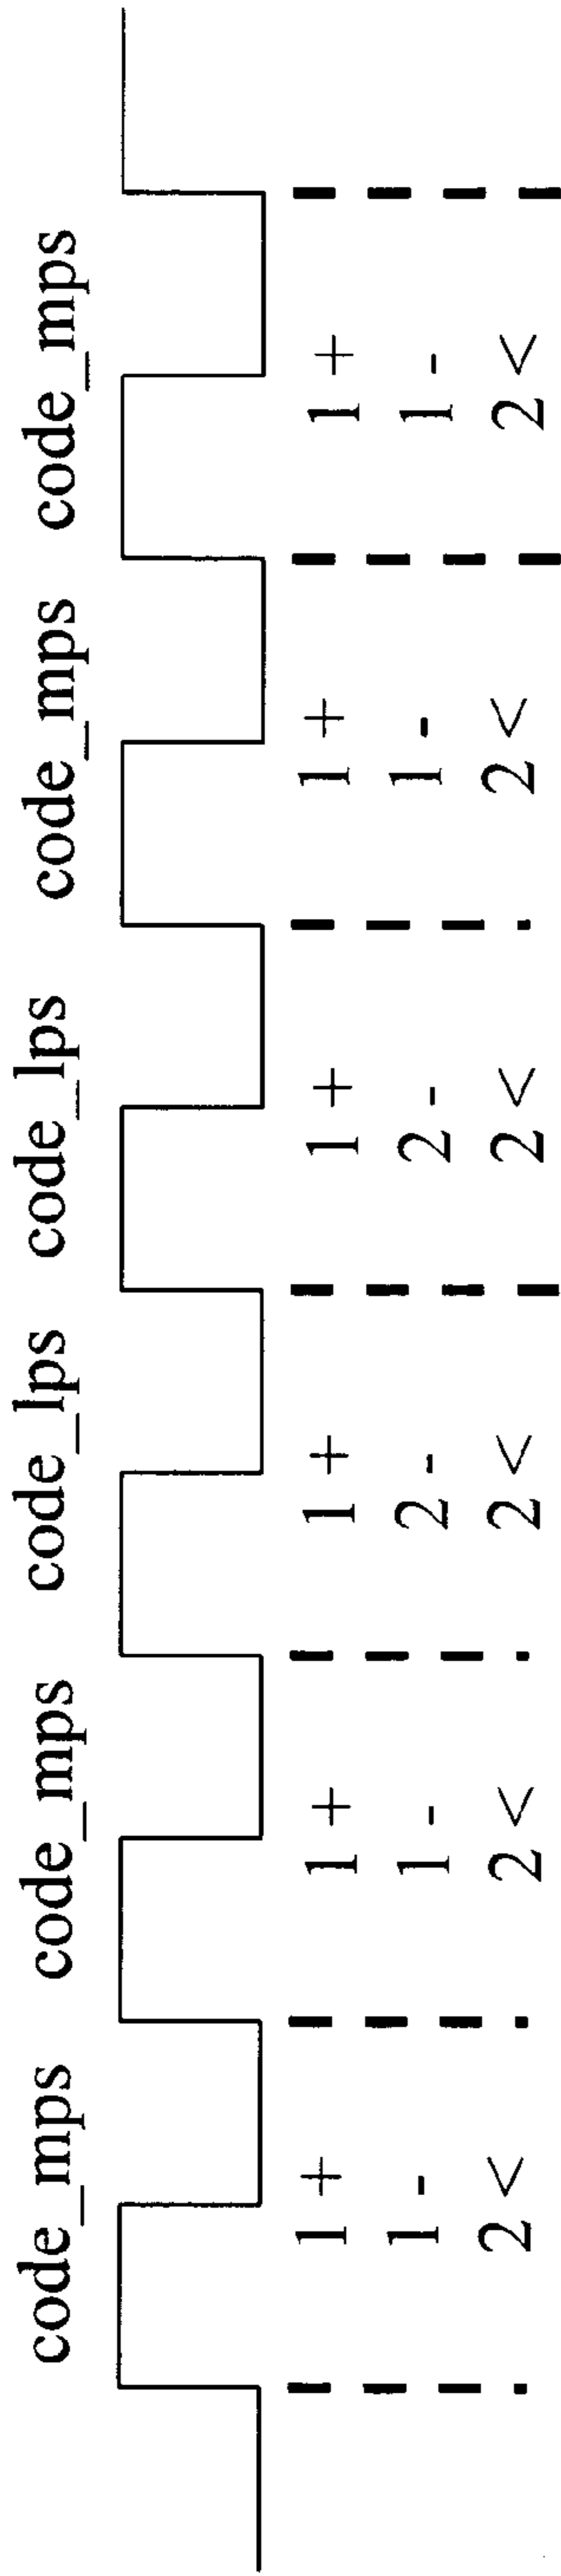 code_mps code_mps code_lps code_lps code_mps code_mps
1 + 1 + 1 + 1 + 1 + 1 +
1 - 1 - 2 - 2 - 1 - 1 -
2 < 2 < 2 < 2 < 2 < 2 <